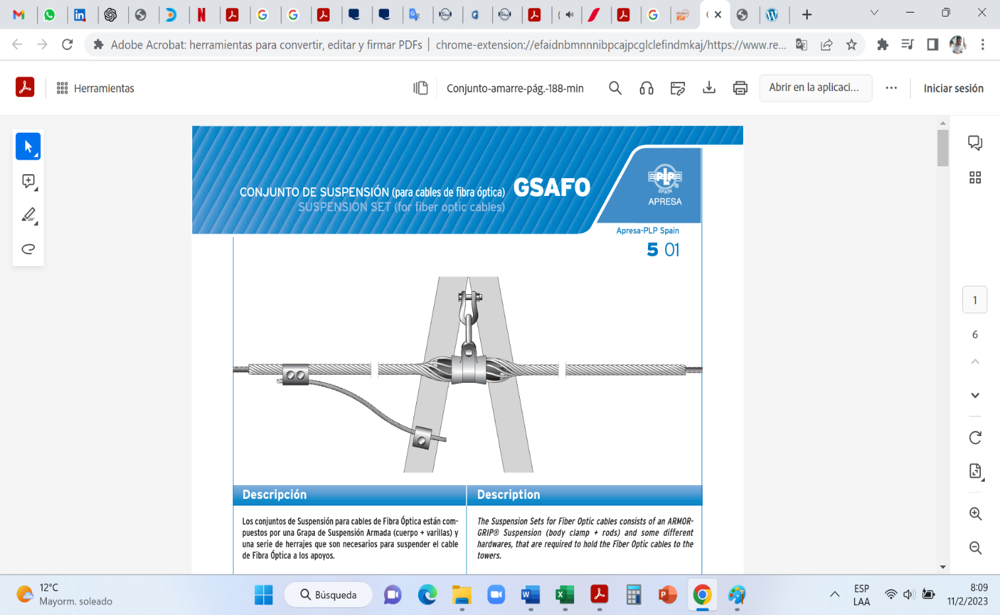 Adobe Acrobat: herramientas para convertir, editar y firmar PDFs | chrome-extension://efaidnbmnnnibpcajpcglclefindmkaj/https://www.re...
Herramientas
Conjunto-amarre-pág.-188-min
Abrir en la aplicaci...
Iniciar sesión
CONJUNTO DE SUSPENSIÓN (para cables de fibra óptica) GSAFO
SUSPENSION SET (for fiber optic cables)
PLP
SPAIN
APRESA
Apresa-PLP Spain
5 01
1
6
Descripción
Los conjuntos de Suspensión para cables de Fibra Óptica están com-
puestos por una Grapa de Suspensión Armada (cuerpo + varillas) y
una serie de herrajes que son necesarios para suspender el cable
de Fibra Óptica a los apoyos.
Description
The Suspension Sets for Fiber Optic cables consists of an ARMOR-
GRIP® Suspension (body clamp + rods) and some different
hardwares, that are required to hold the Fiber Optic cables to the
towers.
12°C
Mayorm. soleado
Búsqueda
ESP
LAA
8:09
11/2/2023